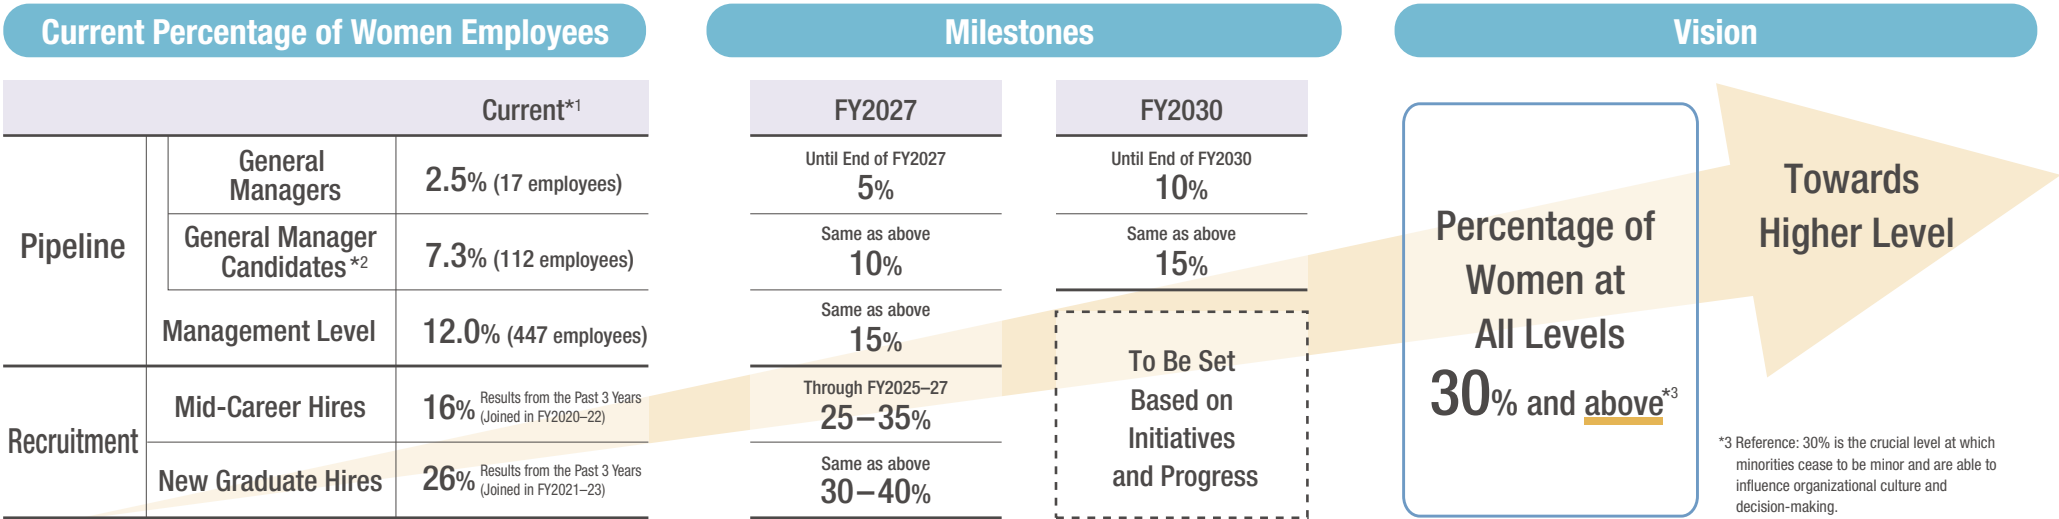 Current Percentage of Women Employees
Milestones
Vision
Current*1
FY2027
FY2030
Pipeline
General
Managers
2.5% (17 employees)
Until End of FY2027
5%
Until End of FY2030
10%
General Manager
Candidates*2
7.3% (112 employees)
Same as above
10%
Same as above
15%
Management Level
12.0% (447 employees)
Same as above
15%
Recruitment
Mid-Career Hires
16% Results from the Past 3 Years
(Joined in FY2020–22)
Through FY2025–27
25–35%
New Graduate Hires
26% Results from the Past 3 Years
(Joined in FY2021–23)
Same as above
30–40%
To Be Set
Based on
Initiatives
and Progress
Percentage of
Women at
All Levels
30% and above*3
Towards
Higher Level
*3 Reference: 30% is the crucial level at which
minorities cease to be minor and are able to
influence organizational culture and
decision-making.